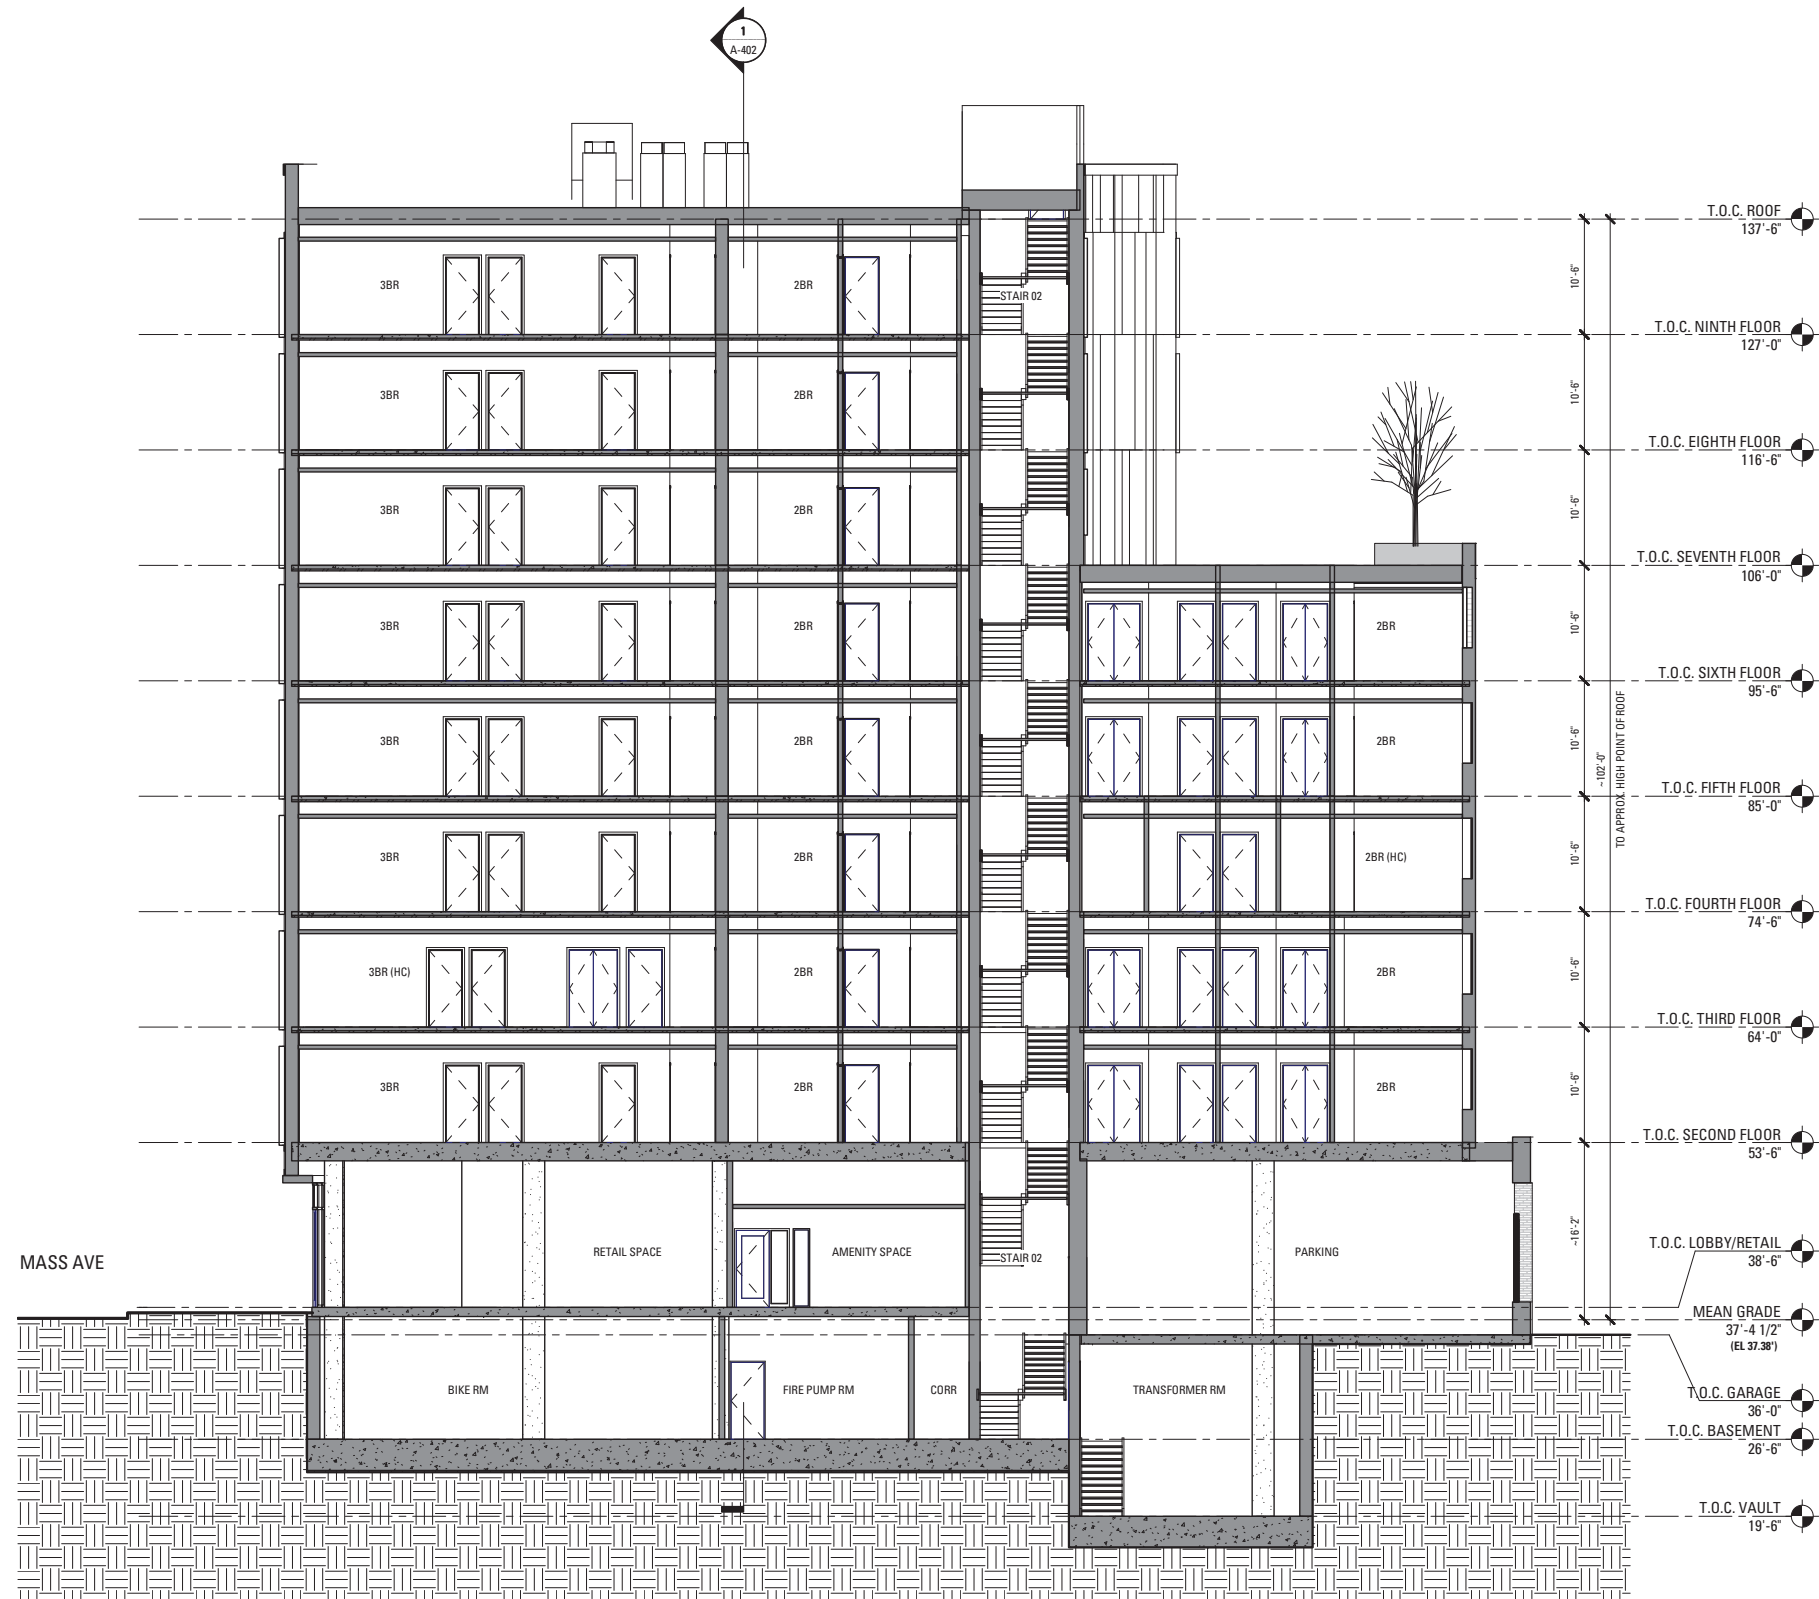 1
A-402
T.O.C. ROOF
137'-6"
10'-6"
3BR
2BR
STAIR 02
T.O.C. NINTH FLOOR
127'-0"
10'-6"
3BR
2BR
T.O.C. EIGHTH FLOOR
116'-6"
10'-6"
3BR
2BR
T.O.C. SEVENTH FLOOR
106'-0"
10'-6"
3BR
2BR
2BR
T.O.C. SIXTH FLOOR
95'-6"
10'-6"
3BR
2BR
2BR
~102'-0"
TO APPROX. HIGH POINT OF ROOF
T.O.C. FIFTH FLOOR
85'-0"
10'-6"
3BR
2BR
2BR (HC)
T.O.C. FOURTH FLOOR
74'-6"
10'-6"
3BR (HC)
2BR
2BR
T.O.C. THIRD FLOOR
64'-0"
10'-6"
3BR
2BR
2BR
T.O.C. SECOND FLOOR
53'-6"
~16'-2"
MASS AVE
RETAIL SPACE
AMENITY SPACE
STAIR 02
PARKING
T.O.C. LOBBY/RETAIL
38'-6"
MEAN GRADE
37'-4 1/2"
(EL 37.38')
BIKE RM
FIRE PUMP RM
CORR
TRANSFORMER RM
T.O.C. GARAGE
36'-0"
T.O.C. BASEMENT
26'-6"
T.O.C. VAULT
19'-6"